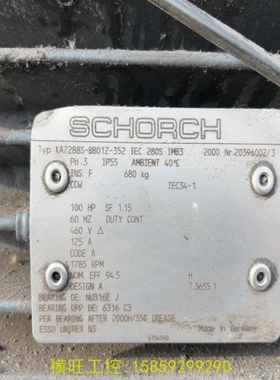 SCHORCH
Typ KA7288S-BB01Z-352 IEC 280S IMB3 2000 Nr.20396002/3
PH.3 IP55 AMBIENT 40°C
INS. F 680 kg
CCW IEC34-1
100 HP SF 1.15
60 HZ DUTY CONT
460 V △
125 A
CODE A
1785 RPM
NOM. EFF 94.5 H
DESIGN A 7.3655.1
BEARING DE: NU316E J
BEARING ODE: 6316 C3
PER BEARING AFTER 2000H/33G GREASE
ESSO UNIREX N3
Made in Germany
横旺工控 15859299290